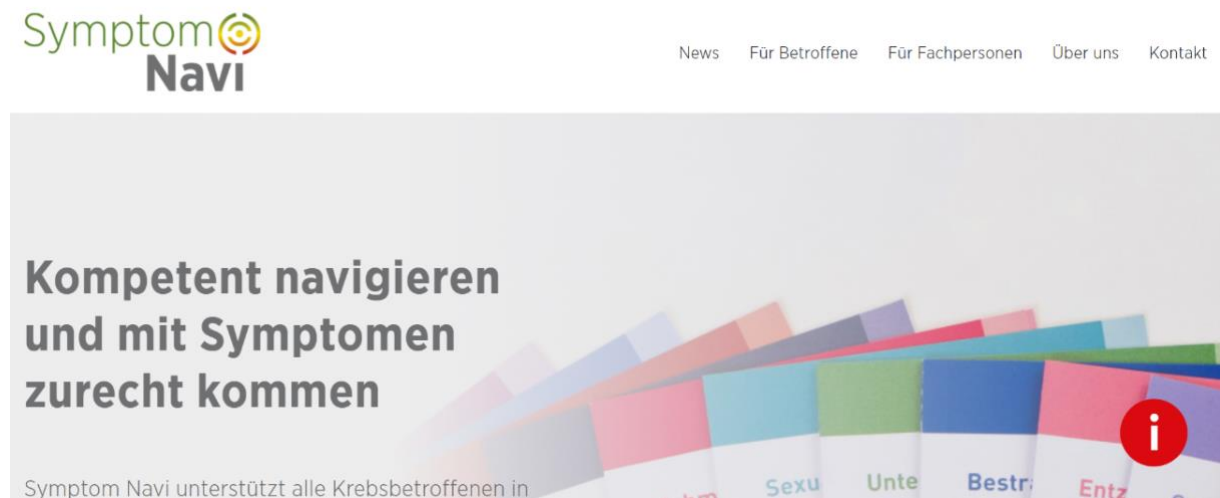 Symptom
Navi
News Für Betroffene Für Fachpersonen Über uns Kontakt
Kompetent navigieren
und mit Symptomen
zurecht kommen
Symptom Navi unterstützt alle Krebsbetroffenen in
Sexu
Unte
Bestr
Entz
i